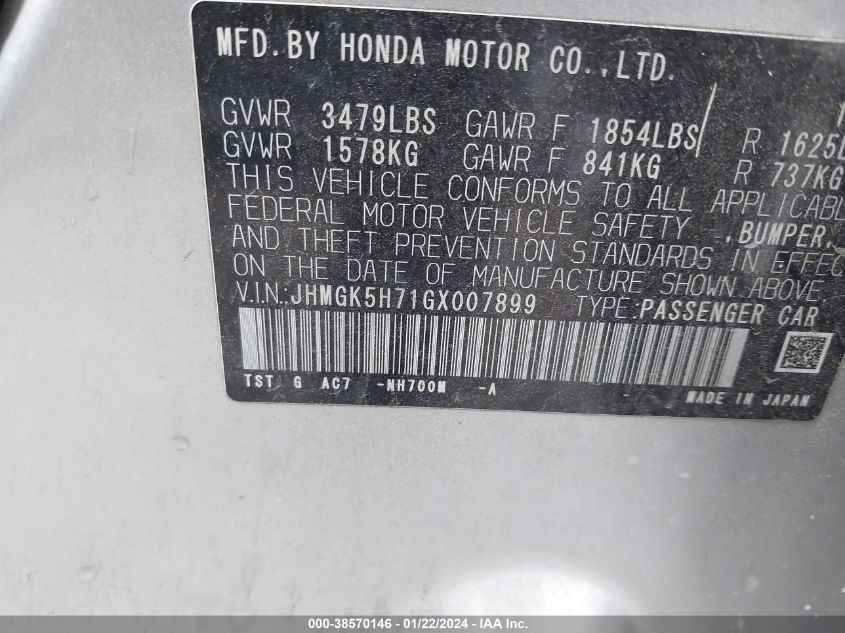 MFD. BY HONDA MOTOR CO., LTD.
GVWR 3479LBS GAWR F 1854LBS R 1625L
GVWR 1578KG GAWR F 841KG R 737KG
THIS VEHICLE CONFORMS TO ALL APPLICABL
FEDERAL MOTOR VEHICLE SAFETY , BUMPER,
AND THEFT PREVENTION STANDARDS IN EFFEC
ON THE DATE OF MANUFACTURE SHOWN ABOVE
V.I.N.: JHMGK5H71GX007899 TYPE: PASSENGER CAR
TST G AC7 -NH700M -A MADE IN JAPAN
000-38570146 - 01/22/2024 - IAA Inc.